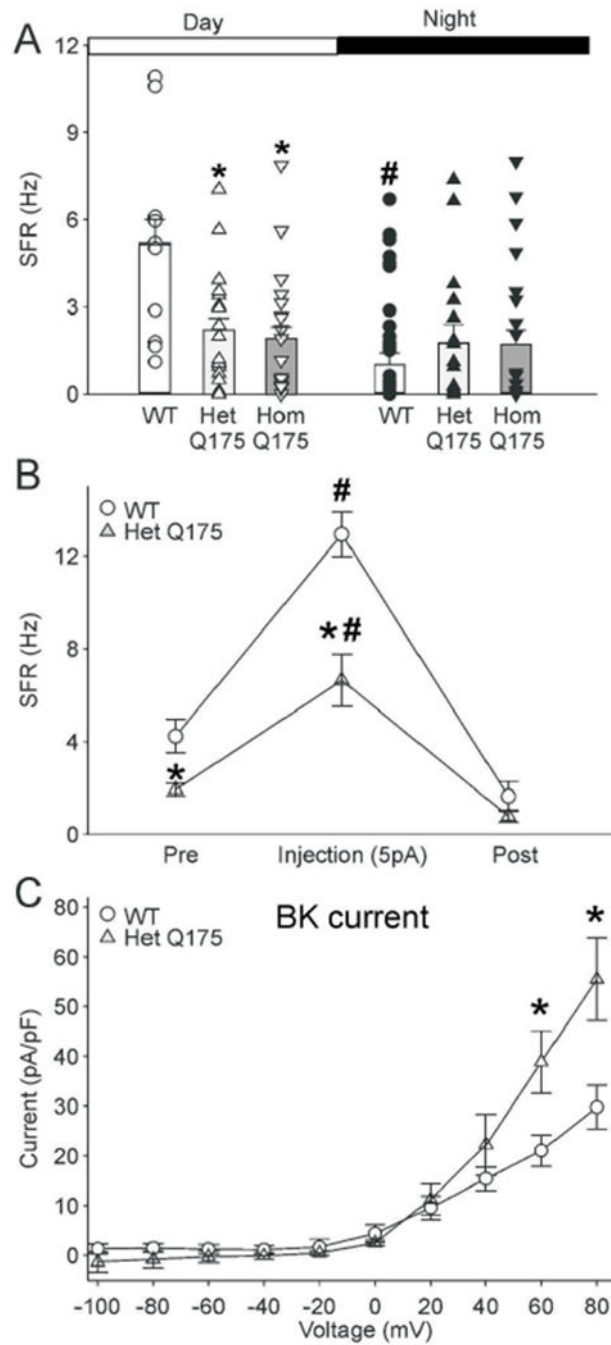 A
Day
Night
12
9
6
3
0
SFR (Hz)
*
*
#
WT
Het
Q175
Hom
Q175
WT
Het
Q175
Hom
Q175
B
WT
Het Q175
12
8
4
0
SFR (Hz)
#
*#
*
Pre
Injection (5pA)
Post
C
WT
Het Q175
BK current
80
70
60
50
40
30
20
10
0
Current (pA/pF)
*
*
-100 -80 -60 -40 -20 0 20 40 60 80
Voltage (mV)